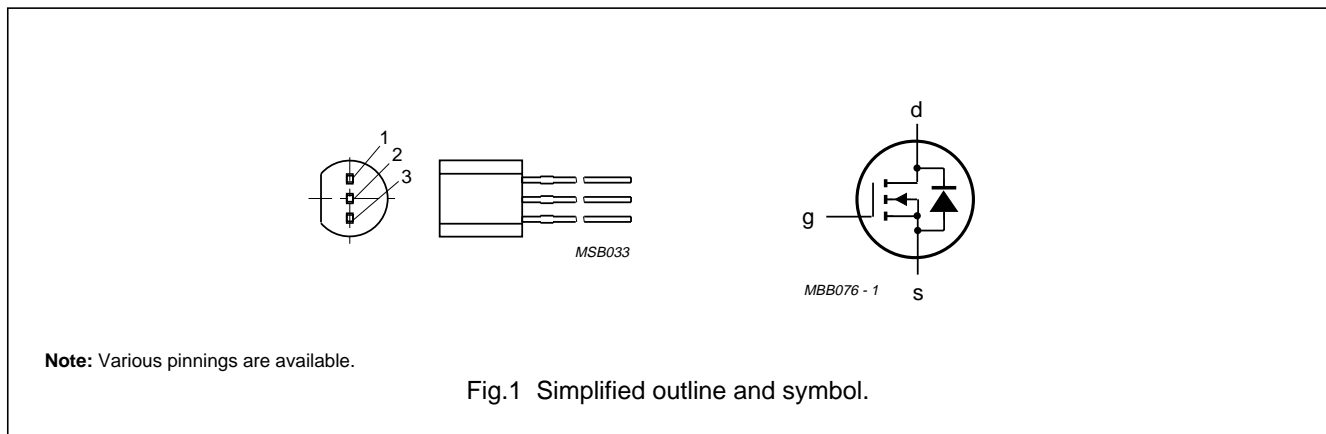 1
2
3
MSB033
d
g
MBB076 - 1
s
Note: Various pinnings are available.
Fig.1 Simplified outline and symbol.